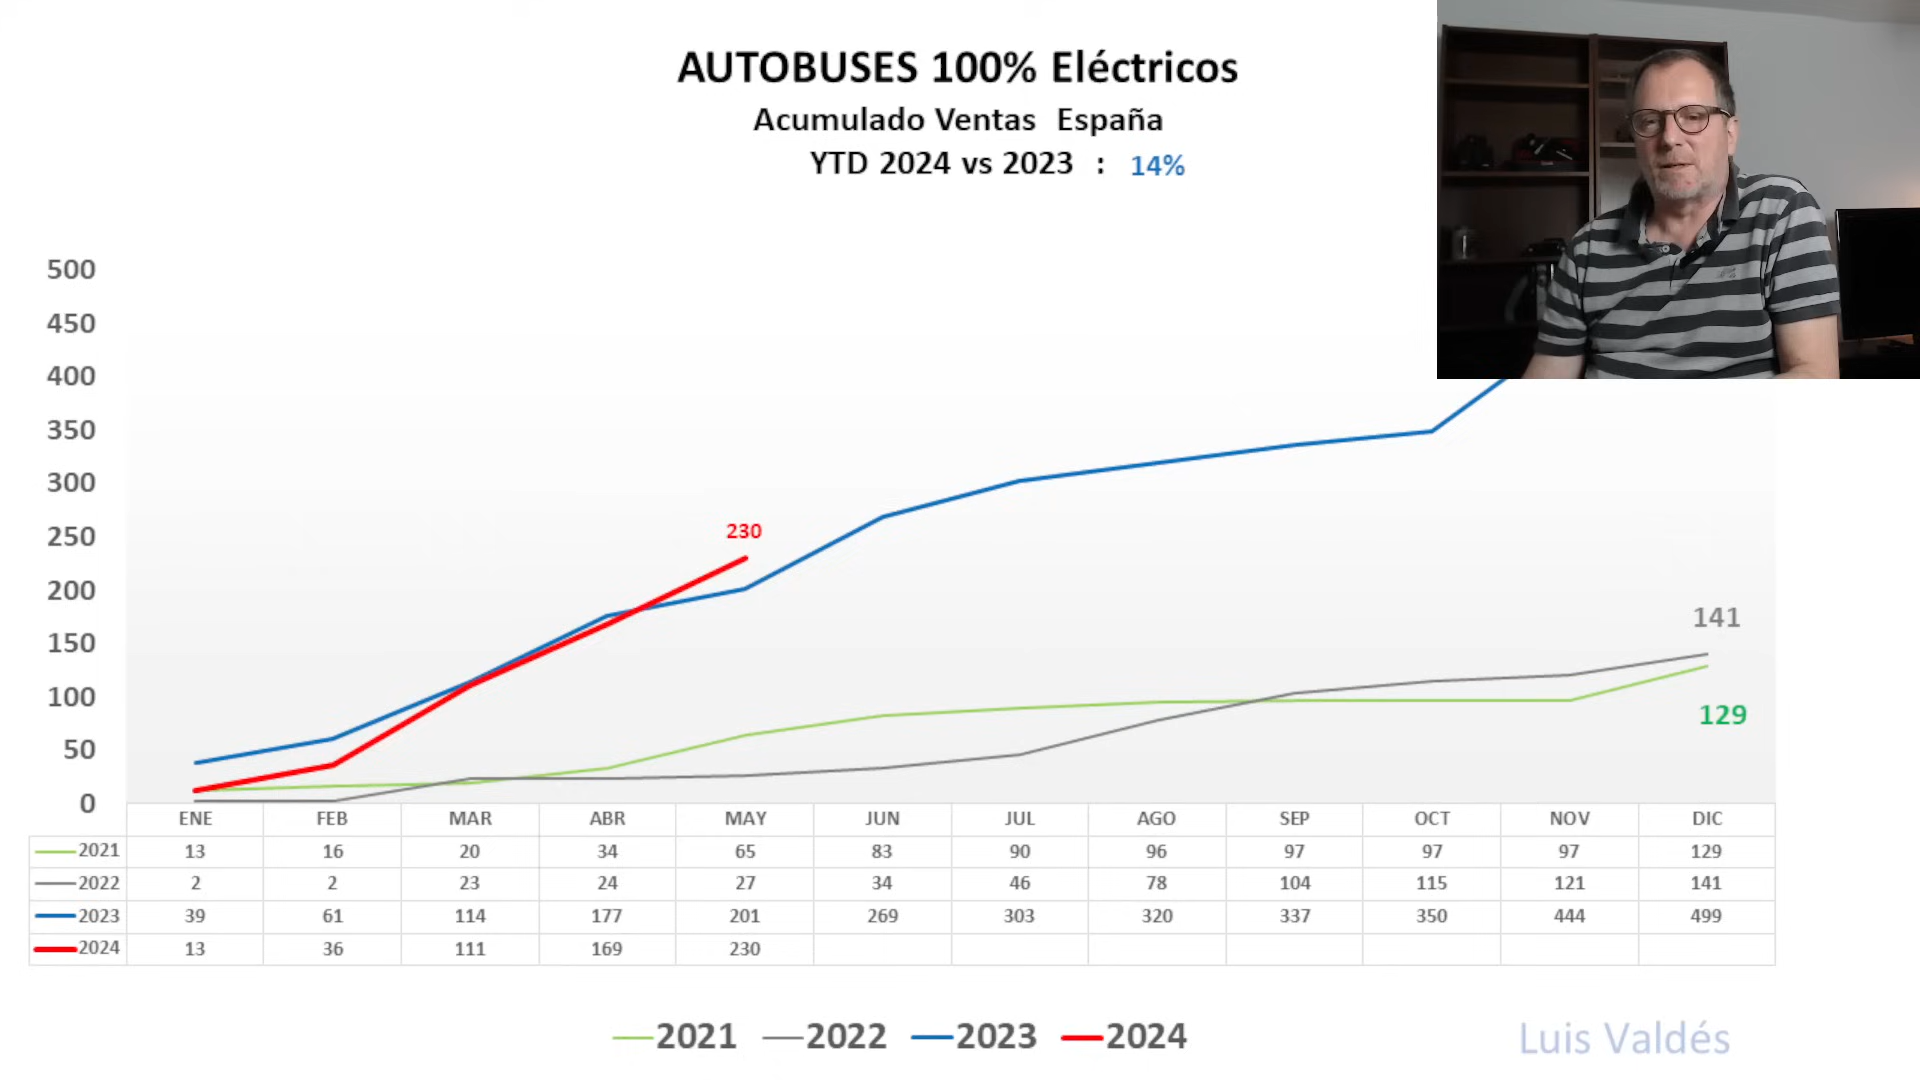 AUTOBUSES 100% Eléctricos
Acumulado Ventas España
YTD 2024 vs 2023 : 14%
500
450
400
350
300
250
200
150
100
50
0
230
141
129
ENE FEB MAR ABR MAY JUN JUL AGO SEP OCT NOV DIC
2021 13 16 20 34 65 83 90 96 97 97 97 129
2022 2 2 23 24 27 34 46 78 104 115 121 141
2023 39 61 114 177 201 269 303 320 337 350 444 499
2024 13 36 111 169 230
2021 2022 2023 2024
Luis Valdés